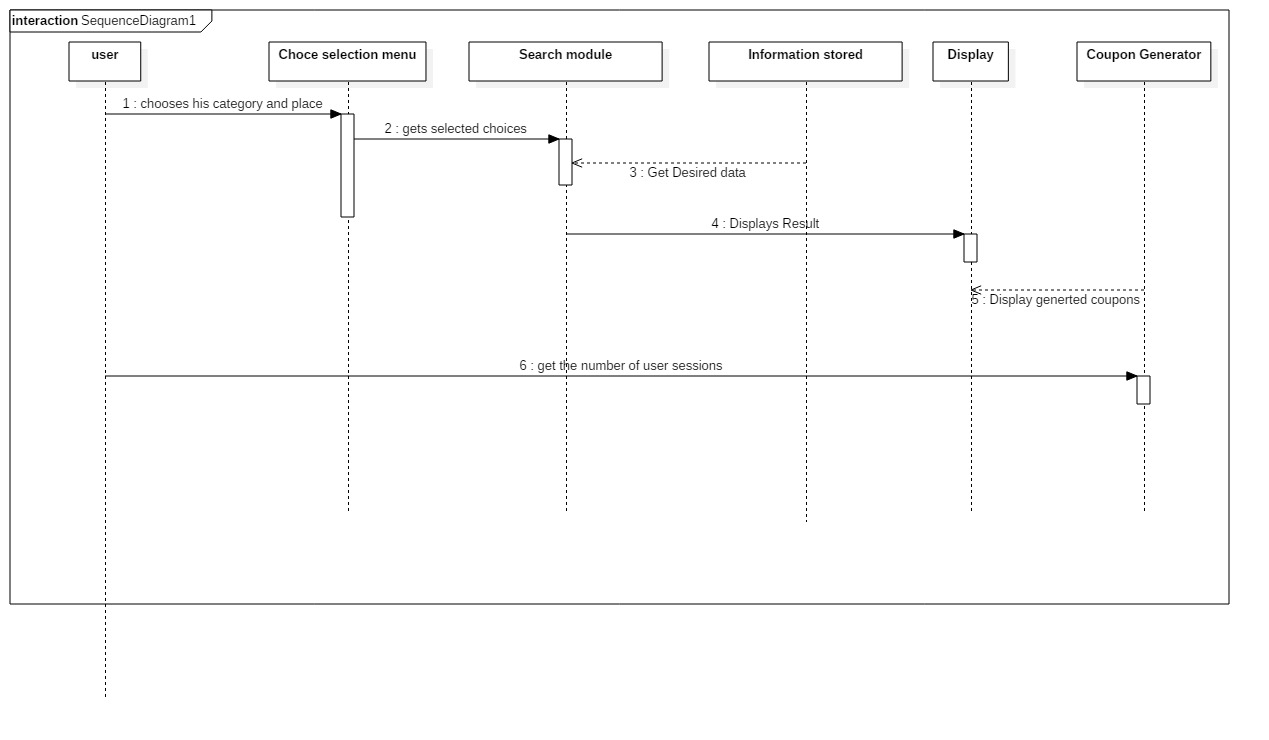 interaction SequenceDiagram1
user
Choce selection menu
Search module
Information stored
Display
Coupon Generator
1 : chooses his category and place
2 : gets selected choices
3 : Get Desired data
4 : Displays Result
5 : Display generted coupons
6 : get the number of user sessions